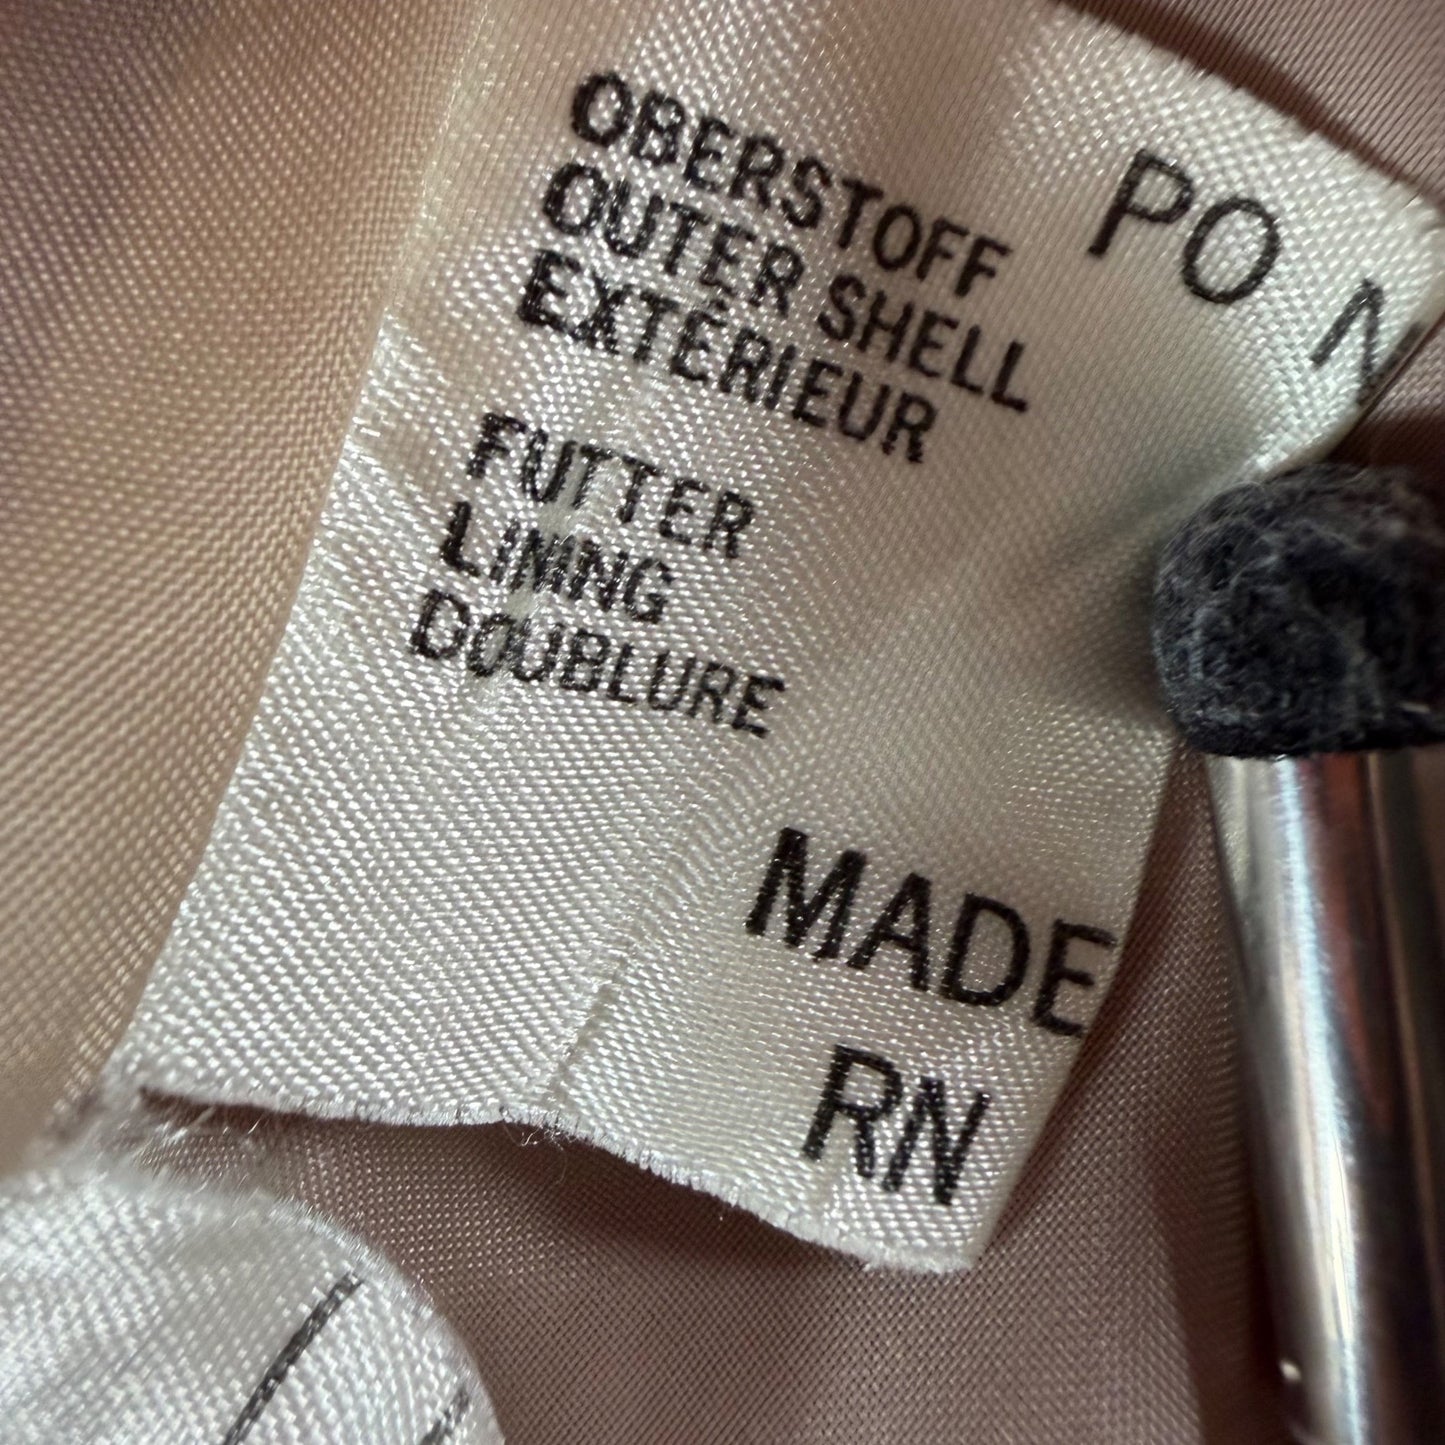 PO N
OBERSTOFF
OUTER SHELL
EXTÉRIEUR
FUTTER
LINING
DOUBLURE
MADE
RN